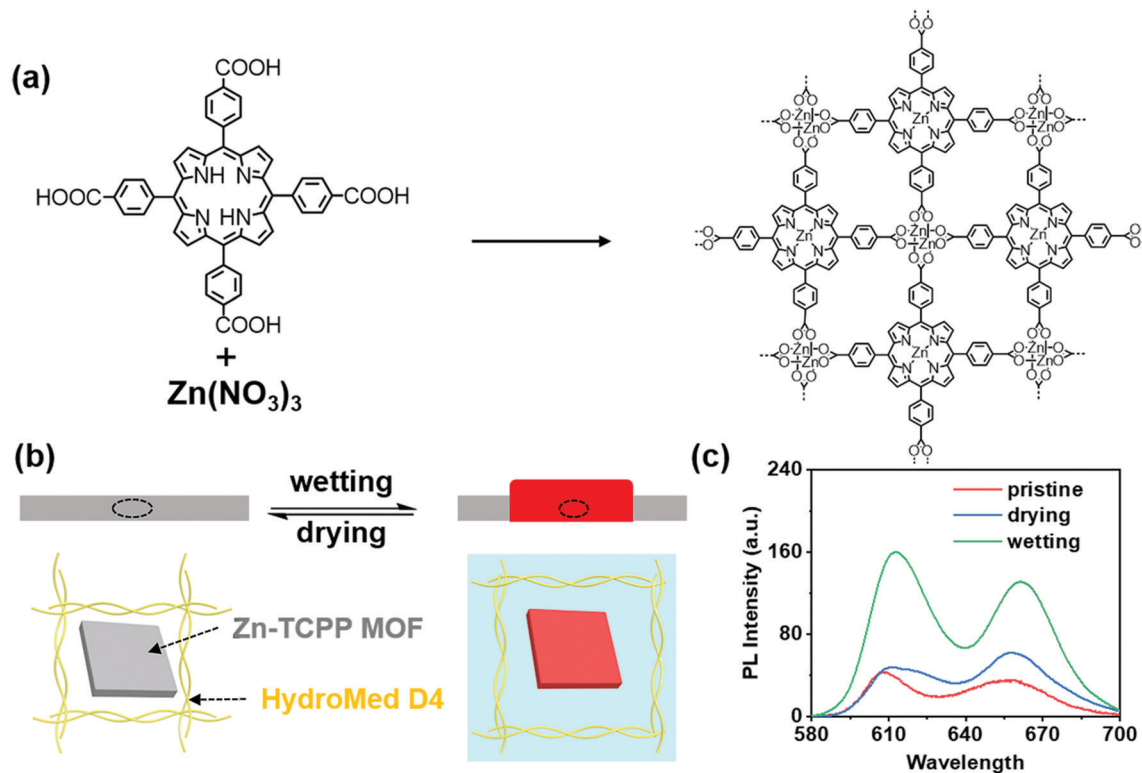 (a)
COOH
HOOC
COOH
NH
N
N
HN
COOH
+
Zn(NO₃)₃
Zn
N
N
N
N
Zn
N
N
N
N
Zn
N
N
N
N
Zn
N
N
N
N
(b)
wetting
drying
Zn-TCPP MOF
HydroMed D4
(c)
240
160
80
0
PL Intensity (a.u.)
pristine
drying
wetting
580
610
640
670
700
Wavelength